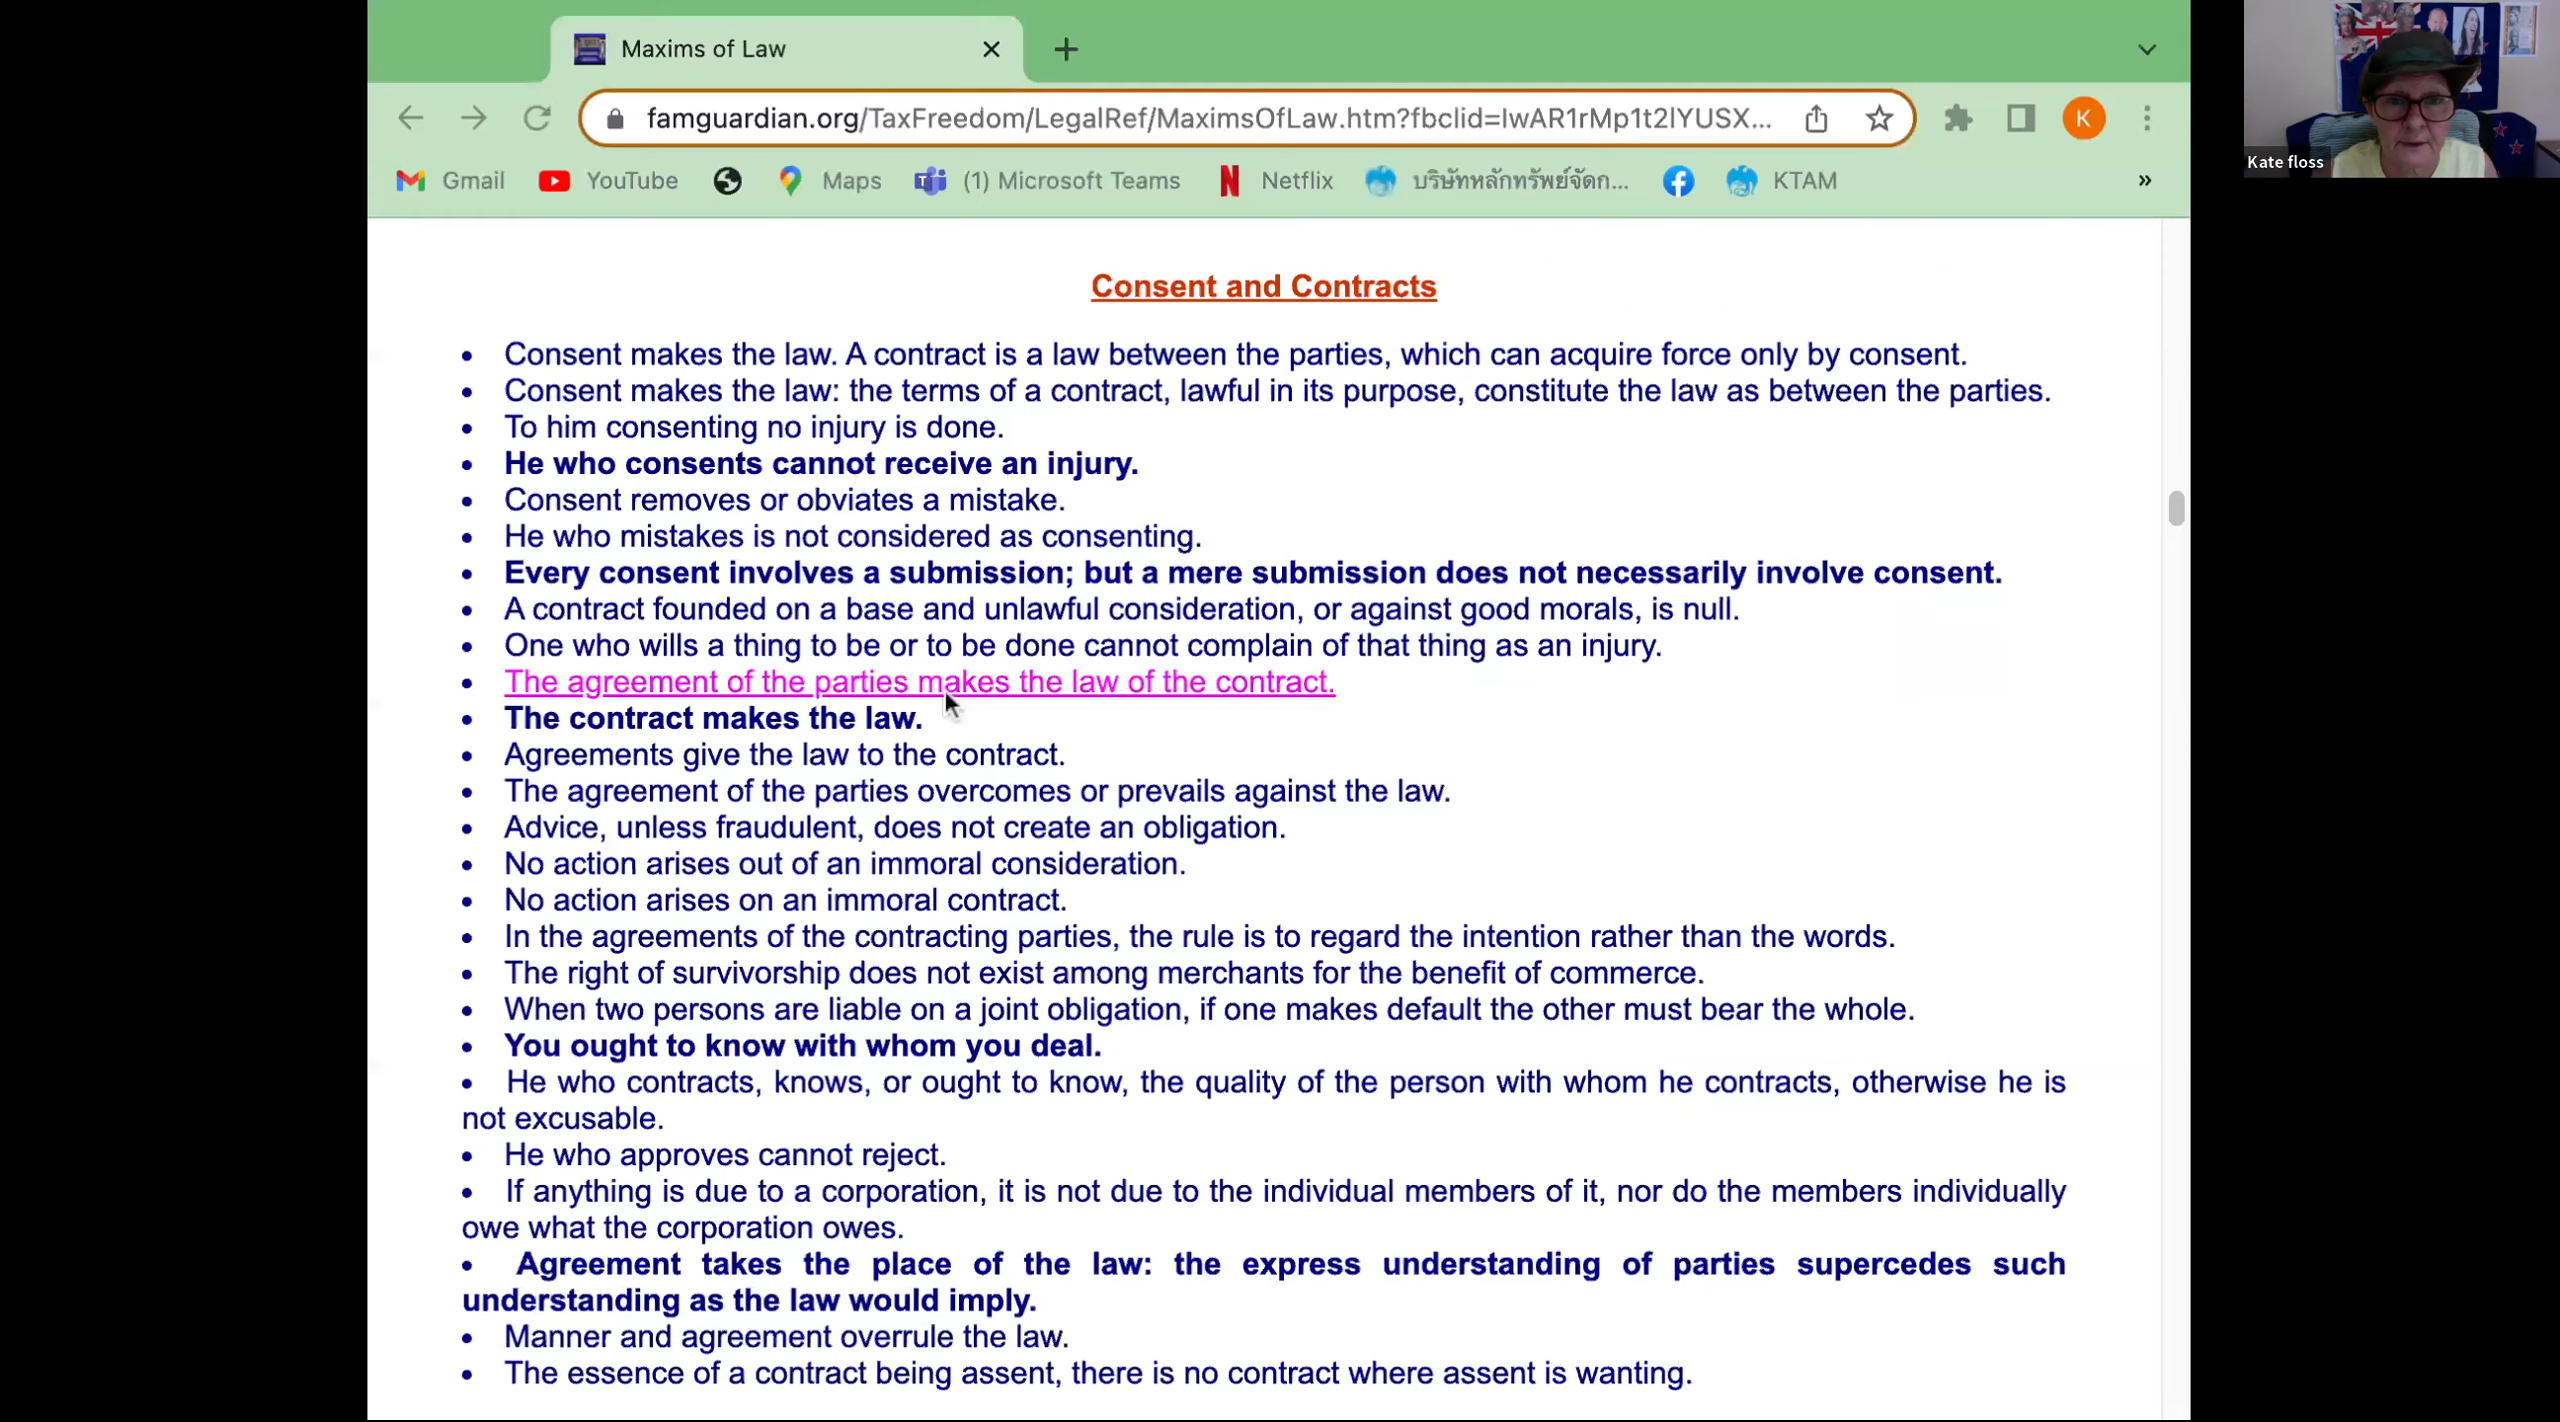 Maxims of Law
famguardian.org/TaxFreedom/LegalRef/MaximsOfLaw.htm?fbclid=IwAR1rMp1t2lYUSX...
K
Gmail YouTube Maps (1) Microsoft Teams Netflix บริษัทหลักทรัพย์จัดก... KTAM »
Kate floss
Consent and Contracts
• Consent makes the law. A contract is a law between the parties, which can acquire force only by consent.
• Consent makes the law: the terms of a contract, lawful in its purpose, constitute the law as between the parties.
• To him consenting no injury is done.
• He who consents cannot receive an injury.
• Consent removes or obviates a mistake.
• He who mistakes is not considered as consenting.
• Every consent involves a submission; but a mere submission does not necessarily involve consent.
• A contract founded on a base and unlawful consideration, or against good morals, is null.
• One who wills a thing to be or to be done cannot complain of that thing as an injury.
• The agreement of the parties makes the law of the contract.
• The contract makes the law.
• Agreements give the law to the contract.
• The agreement of the parties overcomes or prevails against the law.
• Advice, unless fraudulent, does not create an obligation.
• No action arises out of an immoral consideration.
• No action arises on an immoral contract.
• In the agreements of the contracting parties, the rule is to regard the intention rather than the words.
• The right of survivorship does not exist among merchants for the benefit of commerce.
• When two persons are liable on a joint obligation, if one makes default the other must bear the whole.
• You ought to know with whom you deal.
• He who contracts, knows, or ought to know, the quality of the person with whom he contracts, otherwise he is
not excusable.
• He who approves cannot reject.
• If anything is due to a corporation, it is not due to the individual members of it, nor do the members individually
owe what the corporation owes.
• Agreement takes the place of the law: the express understanding of parties supercedes such
understanding as the law would imply.
• Manner and agreement overrule the law.
• The essence of a contract being assent, there is no contract where assent is wanting.